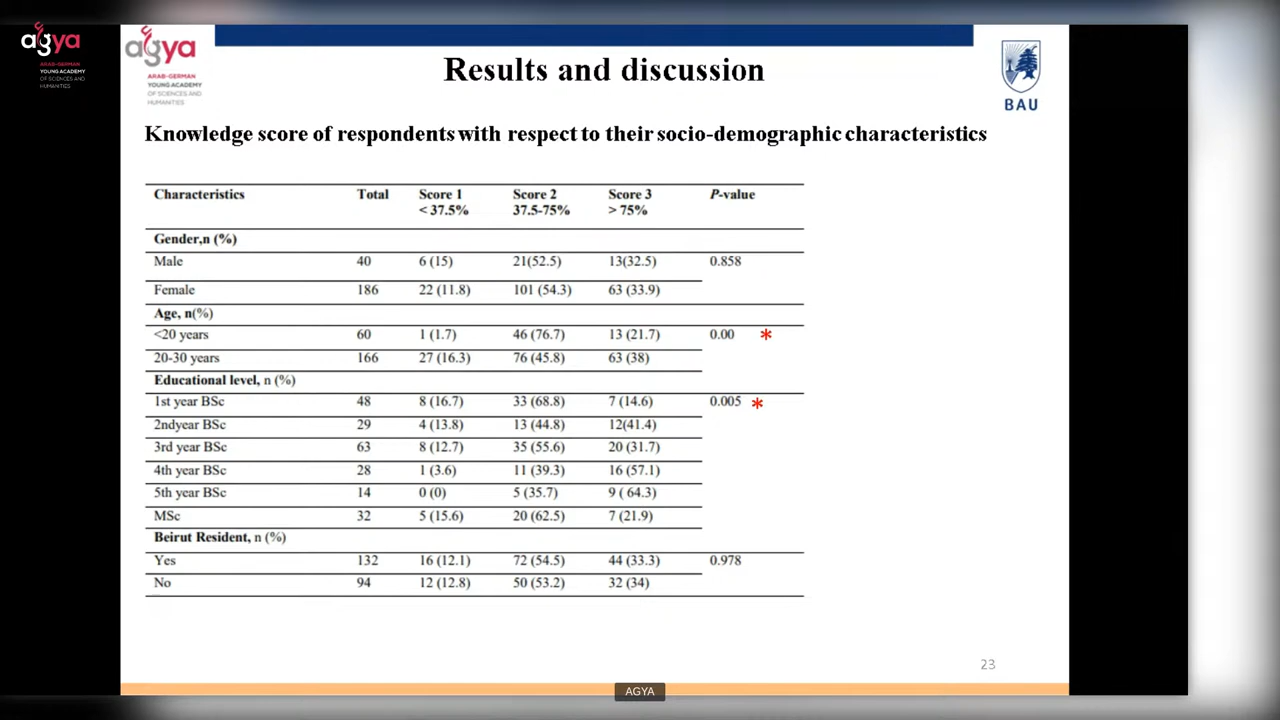 agya
ARAB-GERMAN
YOUNG ACADEMY
OF SCIENCES AND
HUMANITIES
agya
ARAB-GERMAN
YOUNG ACADEMY
OF SCIENCES AND
HUMANITIES
BAU
Results and discussion
Knowledge score of respondents with respect to their socio-demographic characteristics
Characteristics Total Score 1 Score 2 Score 3 P-value
< 37.5% 37.5-75% > 75%
Gender,n (%)
Male 40 6 (15) 21(52.5) 13(32.5) 0.858
Female 186 22 (11.8) 101 (54.3) 63 (33.9)
Age, n(%)
<20 years 60 1 (1.7) 46 (76.7) 13 (21.7) 0.00 *
20-30 years 166 27 (16.3) 76 (45.8) 63 (38)
Educational level, n (%)
1st year BSc 48 8 (16.7) 33 (68.8) 7 (14.6) 0.005 *
2ndyear BSc 29 4 (13.8) 13 (44.8) 12(41.4)
3rd year BSc 63 8 (12.7) 35 (55.6) 20 (31.7)
4th year BSc 28 1 (3.6) 11 (39.3) 16 (57.1)
5th year BSc 14 0 (0) 5 (35.7) 9 ( 64.3)
MSc 32 5 (15.6) 20 (62.5) 7 (21.9)
Beirut Resident, n (%)
Yes 132 16 (12.1) 72 (54.5) 44 (33.3) 0.978
No 94 12 (12.8) 50 (53.2) 32 (34)
23
AGYA